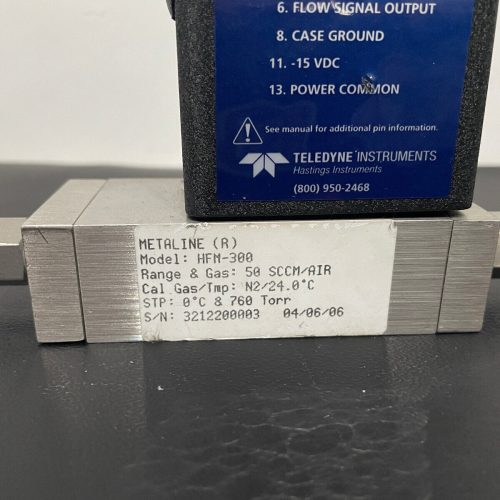 6. FLOW SIGNAL OUTPUT
8. CASE GROUND
11. -15 VDC
13. POWER COMMON
See manual for additional pin information.
TELEDYNE INSTRUMENTS
Hastings Instruments
(800) 950-2468
METALINE (R)
Model: HFM-300
Range & Gas: 50 SCCM/AIR
Cal Gas/Tmp: N2/24.0°C
STP: 0°C & 760 Torr
S/N: 3212200003 04/06/06